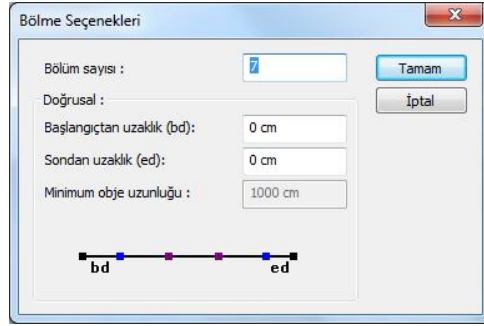 Bölme Seçenekleri
Bölüm sayısı :
7
Tamam
İptal
Doğrusal :
Başlangıçtan uzaklık (bd):
0 cm
Sondan uzaklık (ed):
0 cm
Minimum obje uzunluğu :
1000 cm
bd
ed